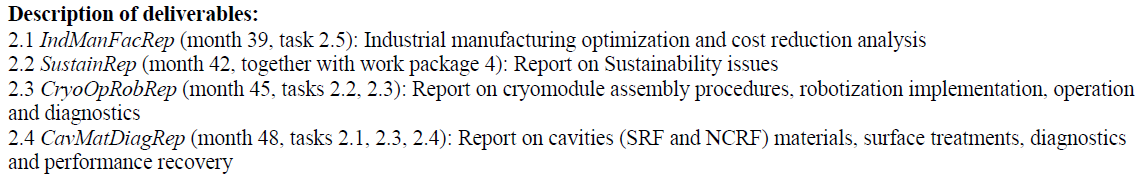 Description of deliverables:
2.1 IndManFacRep (month 39, task 2.5): Industrial manufacturing optimization and cost reduction analysis
2.2 SustainRep (month 42, together with work package 4): Report on Sustainability issues
2.3 CryoOpRobRep (month 45, tasks 2.2, 2.3): Report on cryomodule assembly procedures, robotization implementation, operation
and diagnostics
2.4 CavMatDiagRep (month 48, tasks 2.1, 2.3, 2.4): Report on cavities (SRF and NCRF) materials, surface treatments, diagnostics
and performance recovery